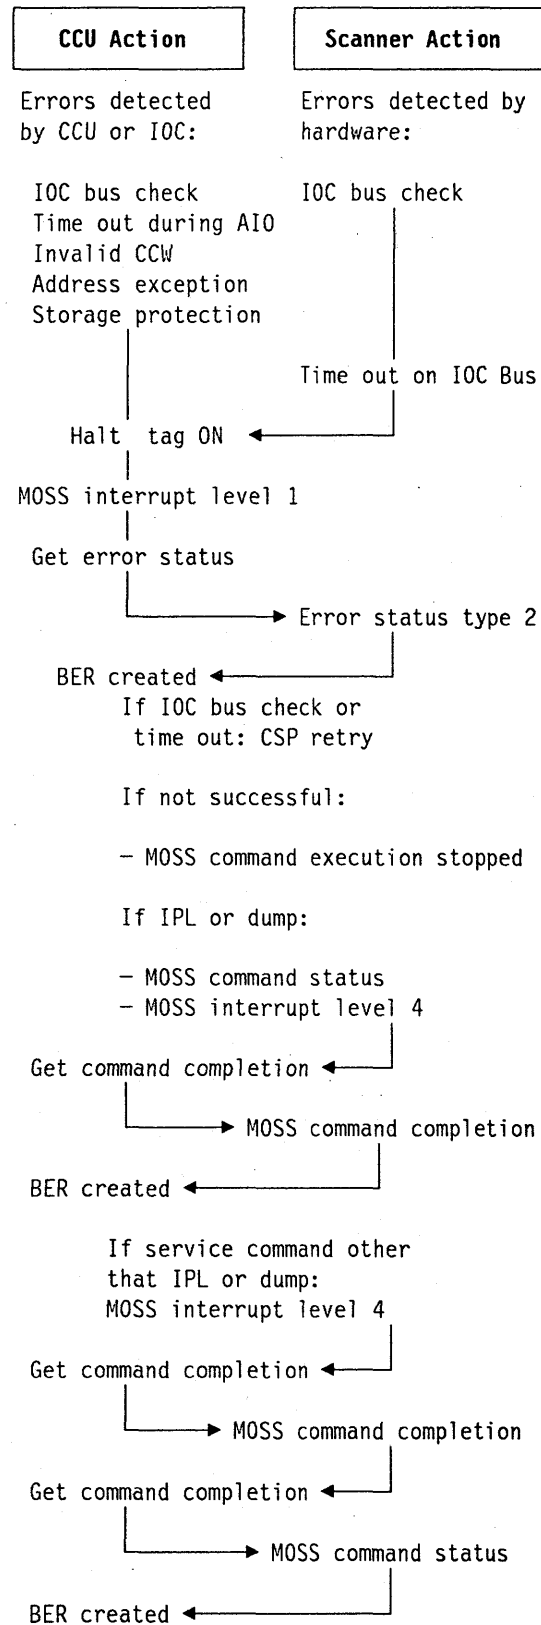 CCU Action
Scanner Action
Errors detected
by CCU or IOC:
Errors detected by
hardware:
IOC bus check
Time out during AIO
Invalid CCW
Address exception
Storage protection
IOC bus check
Time out on IOC Bus
Halt tag ON
MOSS interrupt level 1
Get error status
Error status type 2
BER created
If IOC bus check or
time out: CSP retry
If not successful:
– MOSS command execution stopped
If IPL or dump:
– MOSS command status
– MOSS interrupt level 4
Get command completion
MOSS command completion
BER created
If service command other
that IPL or dump:
MOSS interrupt level 4
Get command completion
MOSS command completion
Get command completion
MOSS command status
BER created